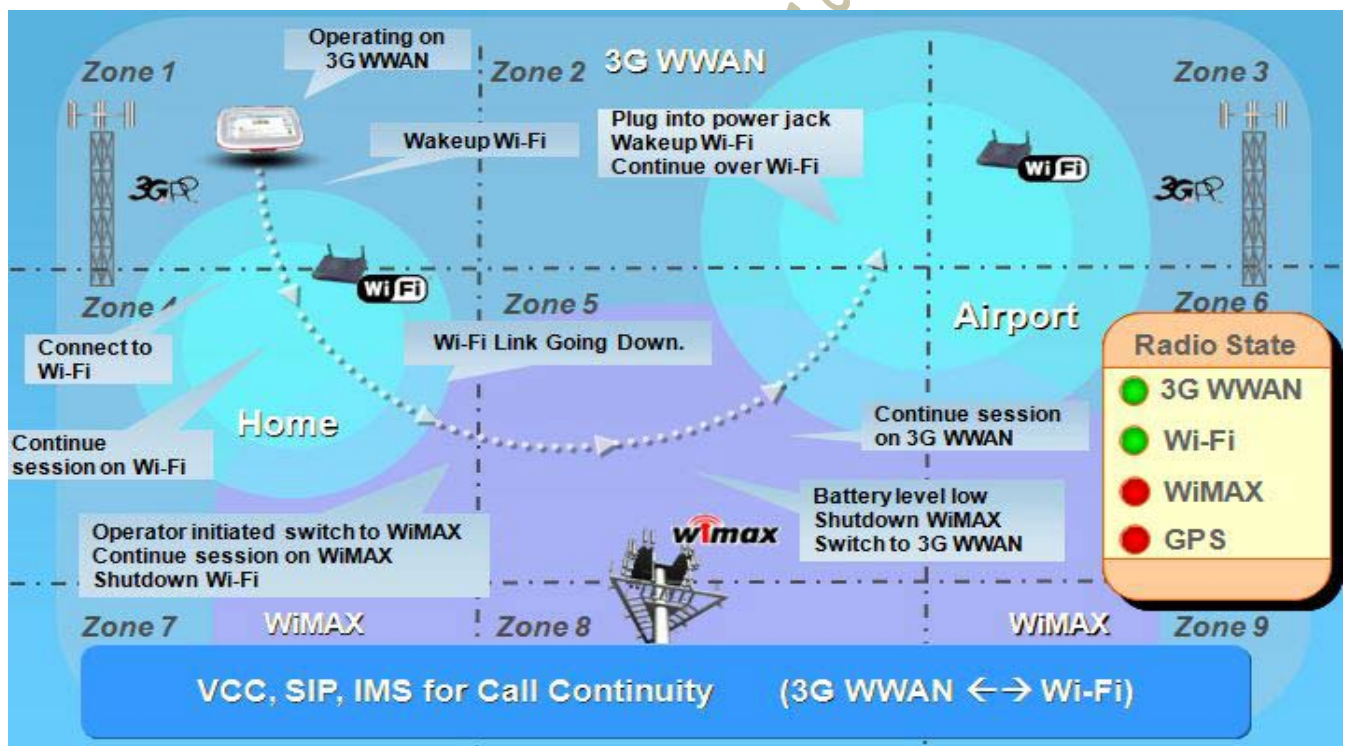 Operating on
3G WWAN
Zone 1
Zone 2
3G WWAN
Zone 3
Plug into power jack
Wakeup Wi-Fi
Continue over Wi-Fi
Wakeup Wi-Fi
3GPP
Wi Fi
3GPP
Wi Fi
Zone 4
Zone 5
Zone 6
Airport
Connect to
Wi-Fi
Wi-Fi Link Going Down.
Home
Radio State
3G WWAN
Wi-Fi
WiMAX
GPS
Continue
session on Wi-Fi
Continue session
on 3G WWAN
Operator initiated switch to WiMAX
Continue session on WiMAX
Shutdown Wi-Fi
Battery level low
Shutdown WiMAX
Switch to 3G WWAN
wimax
Zone 7
WiMAX
Zone 8
WiMAX
Zone 9
VCC, SIP, IMS for Call Continuity (3G WWAN ←→ Wi-Fi)